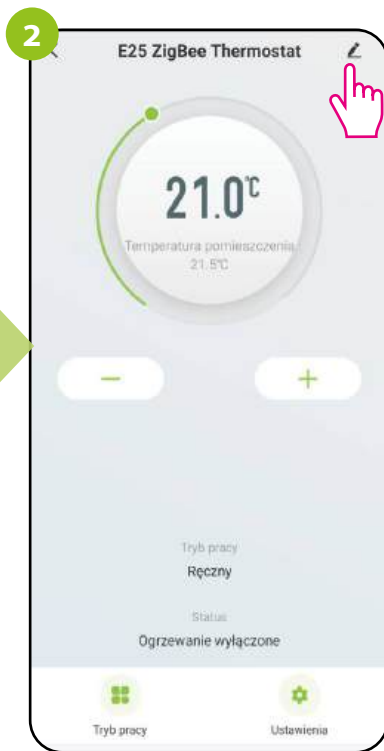 2
E25 ZigBee Thermostat
21.0°C
Temperatura pomieszczenia
21.5°C
Tryb pracy
Ręczny
Status
Ogrzewanie wyłączone
Tryb pracy
Ustawienia